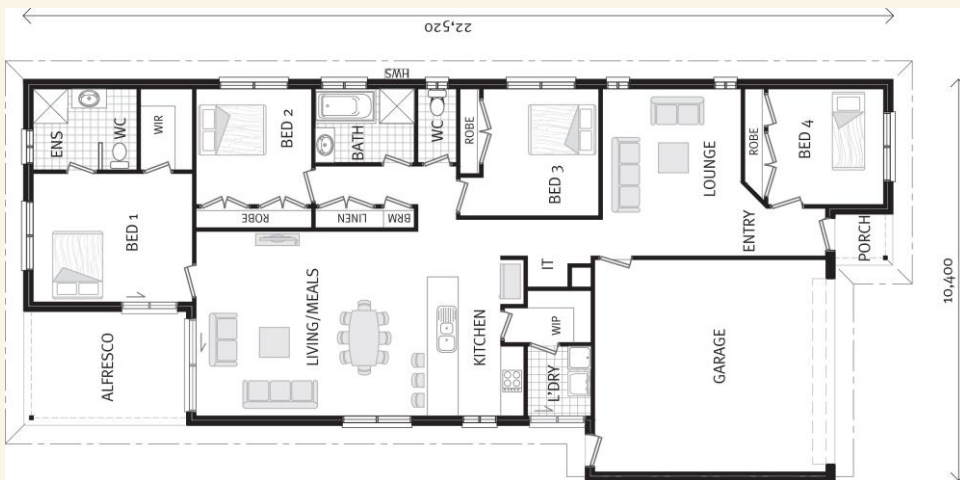 22,520
HWS
ENS
WC
WIR
BED 2
BATH
WC
ROBE
BED 3
LOUNGE
ROBE
BED 4
BED 1
ROBE
LINEN
BRM
ENTRY
PORCH
10,400
ALFRESCO
LIVING/MEALS
KITCHEN
IT
WIP
L'DRY
GARAGE